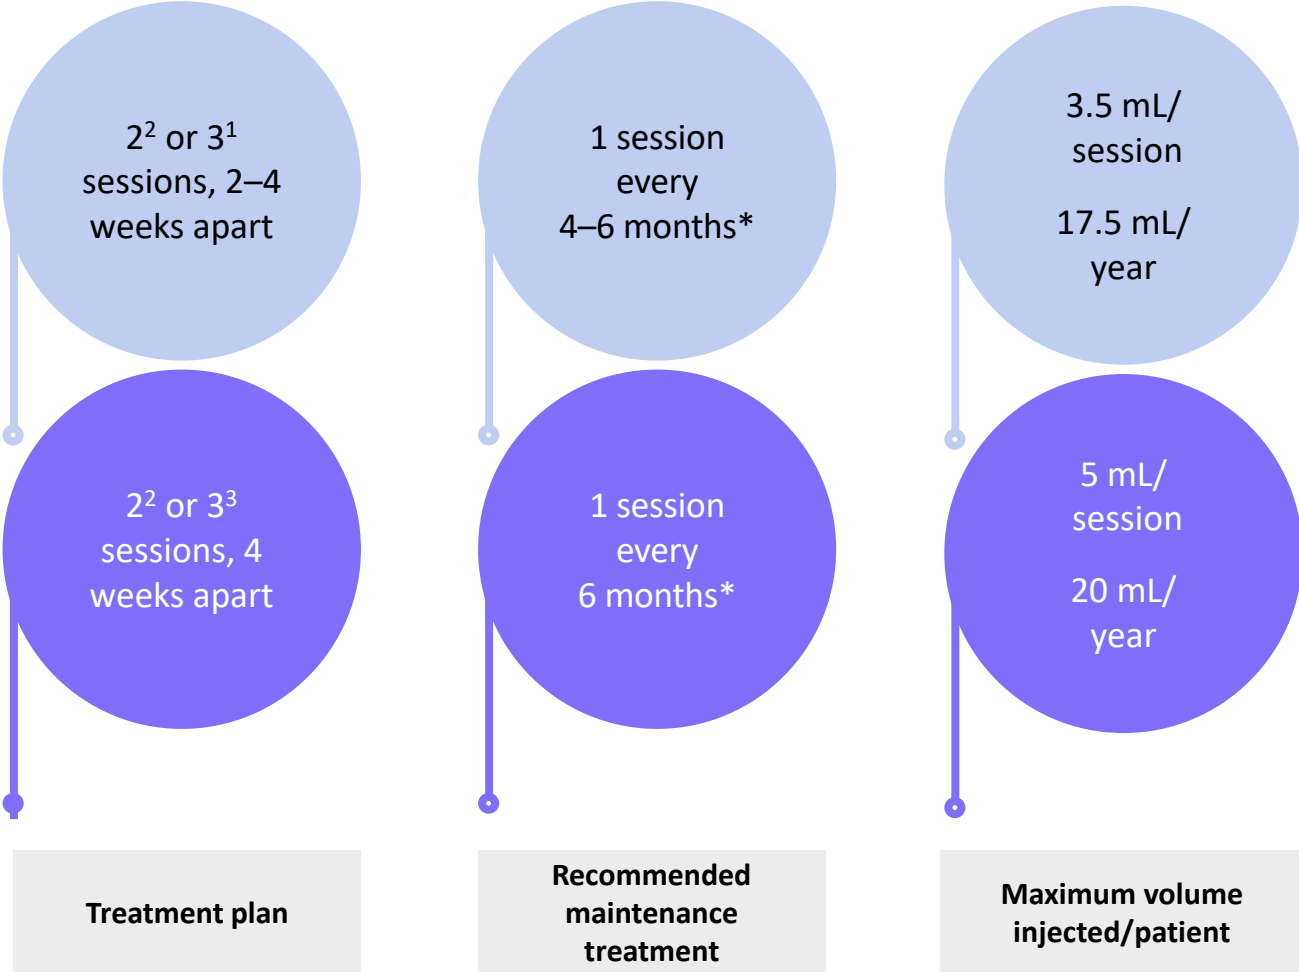 2² or 3¹
sessions, 2–4
weeks apart
1 session
every
4–6 months*
3.5 mL/
session
17.5 mL/
year
2² or 3³
sessions, 4
weeks apart
1 session
every
6 months*
5 mL/
session
20 mL/
year
Treatment plan
Recommended
maintenance
treatment
Maximum volume
injected/patient